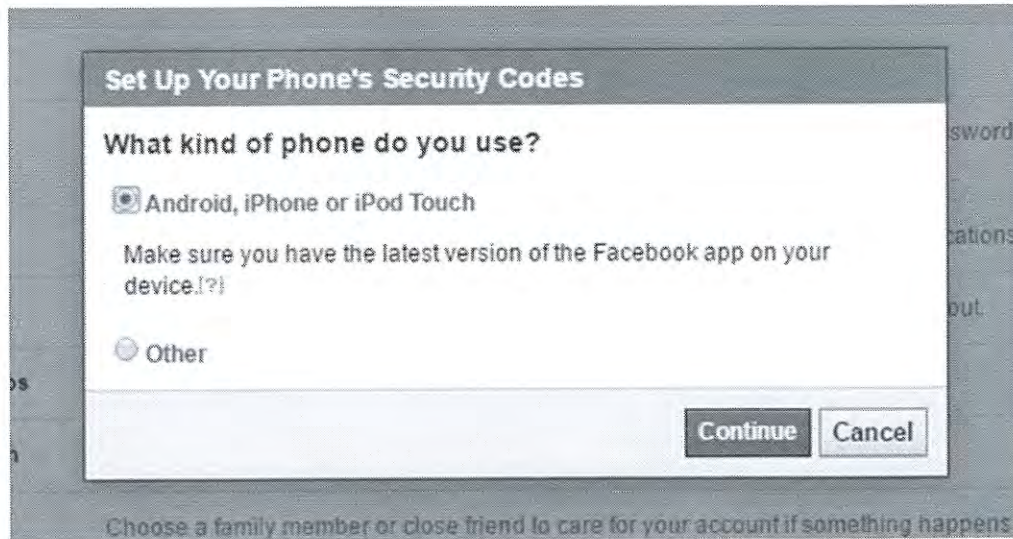 Set Up Your Phone's Security Codes
What kind of phone do you use?
Android, iPhone or iPod Touch
Make sure you have the latest version of the Facebook app on your
device.[?]
Other
Continue Cancel
Choose a family member or close friend to care for your account if something happens